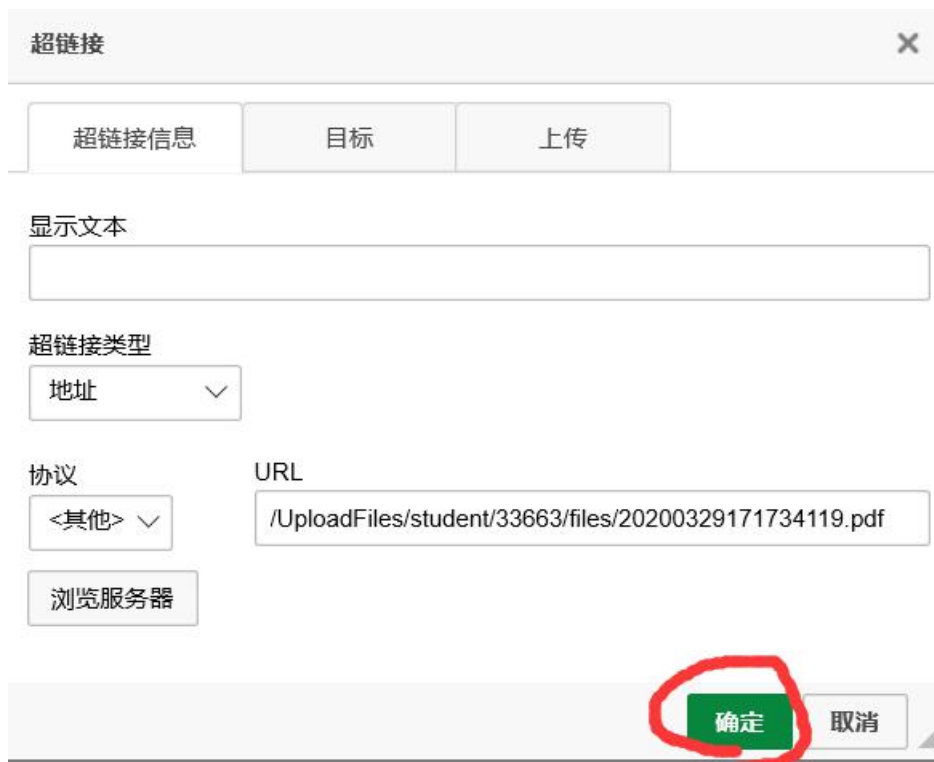 超链接
超链接信息 目标 上传
显示文本
超链接类型
地址
协议 URL
<其他> /UploadFiles/student/33663/files/20200329171734119.pdf
浏览服务器
确定 取消